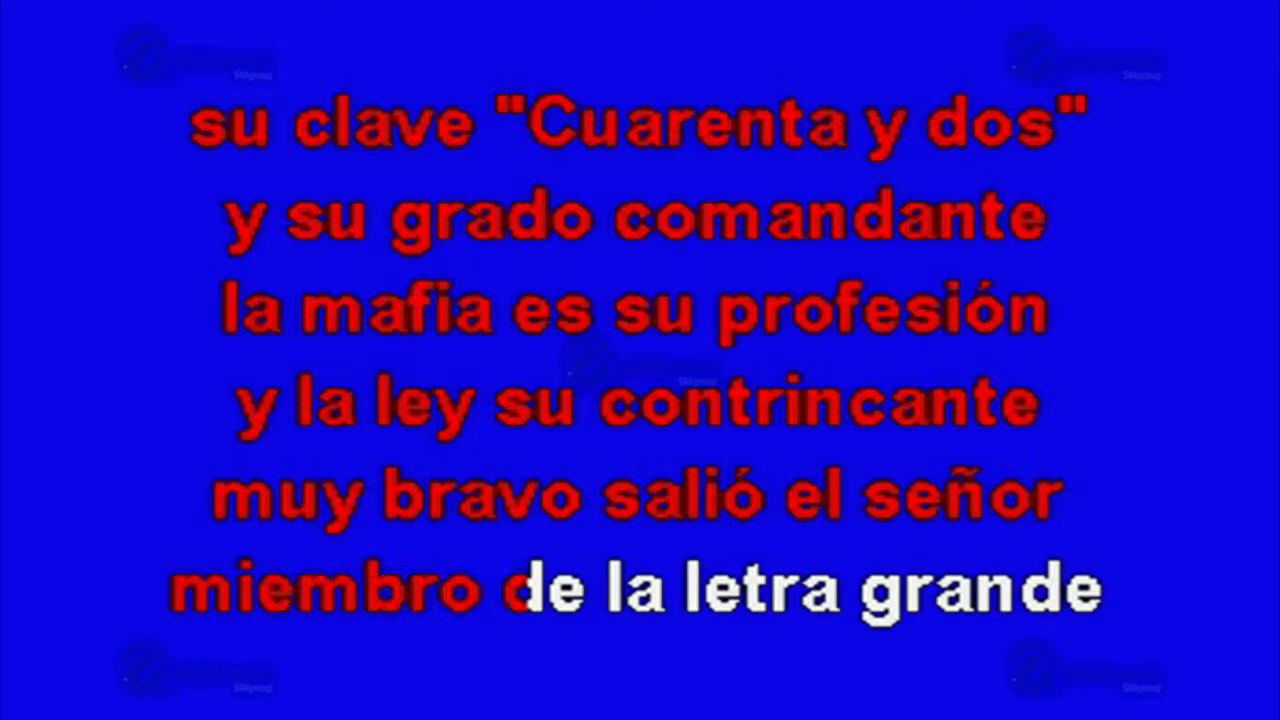 su clave "Cuarenta y dos"
y su grado comandante
la mafia es su profesión
y la ley su contrincante
muy bravo salió el señor
miembro de la letra grande